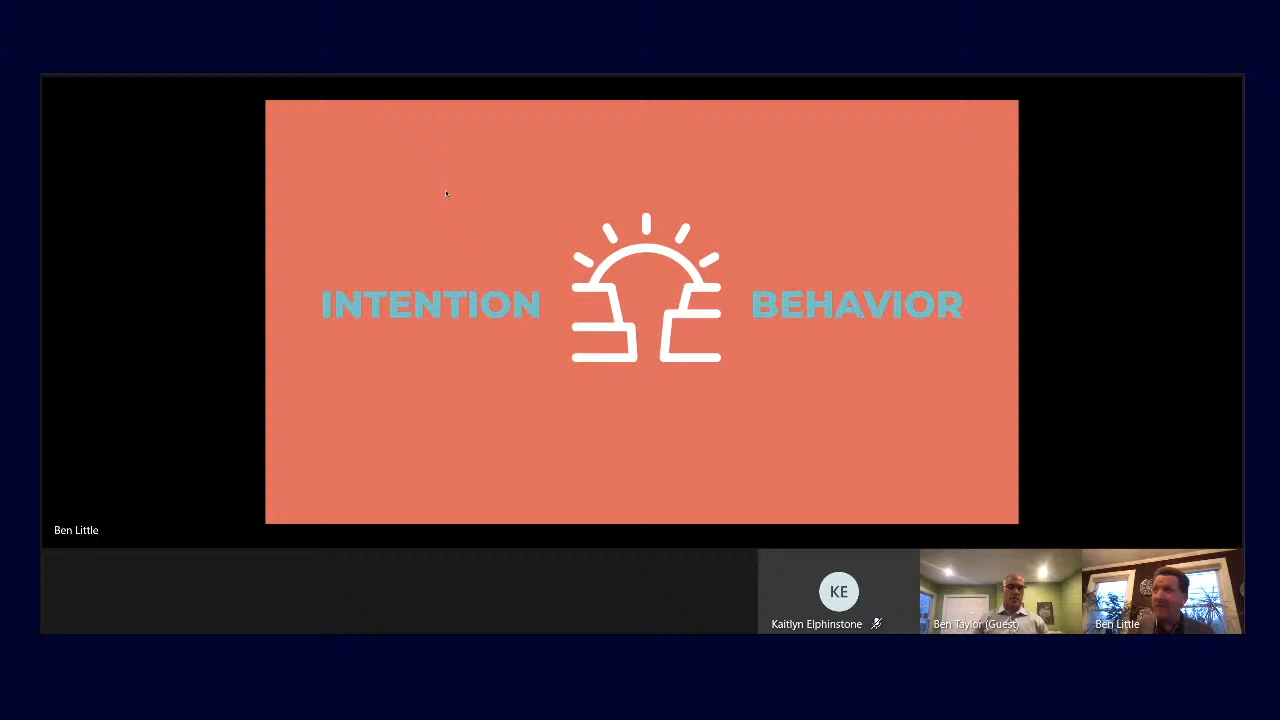 INTENTION BEHAVIOR
Ben Little
KE
Kaitlyn Elphinstone
Ben Taylor (Guest)
Ben Little